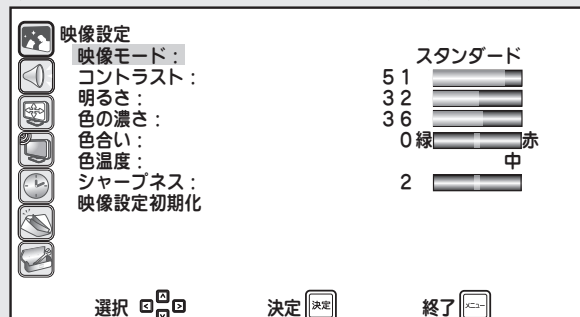 映像設定
映像モード： スタンダード
コントラスト： 51
明るさ： 32
色の濃さ： 36
色合い： 0 緑 赤
色温度： 中
シャープネス： 2
映像設定初期化
選択 決定 決定 終了 メニュー